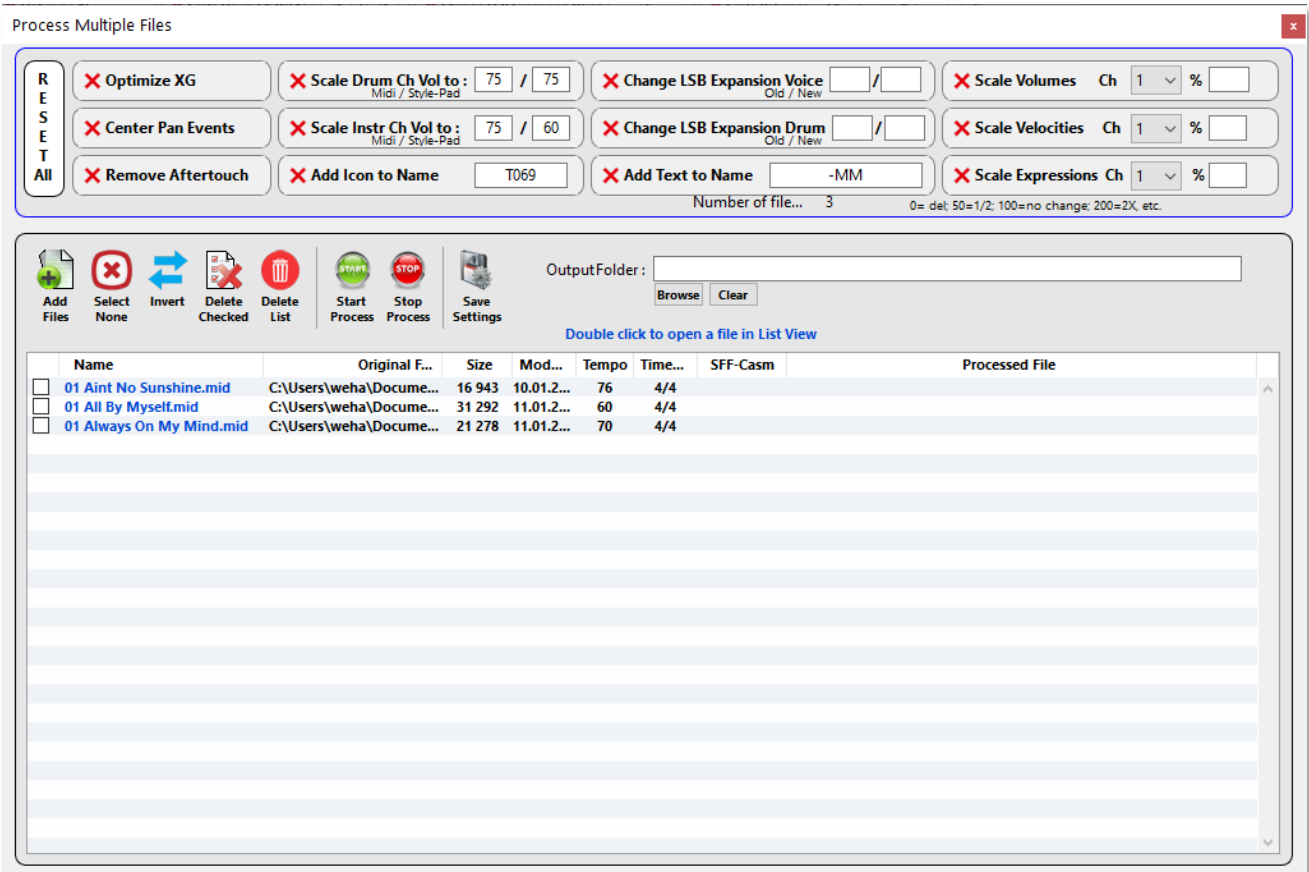 Process Multiple Files
x
RESET All
Optimize XG
Scale Drum Ch Vol to : 75 / 75
Midi / Style-Pad
Change LSB Expansion Voice /
Old / New
Scale Volumes Ch 1 %
Center Pan Events
Scale Instr Ch Vol to : 75 / 60
Midi / Style-Pad
Change LSB Expansion Drum /
Old / New
Scale Velocities Ch 1 %
Remove Aftertouch
Add Icon to Name T069
Add Text to Name -MM
Scale Expressions Ch 1 %
Number of file... 3
0= del; 50=1/2; 100=no change; 200=2X, etc.
START STOP
Add Files
Select None
Invert
Delete Checked
Delete List
Start Process
Stop Process
Save Settings
OutputFolder :
Browse Clear
Double click to open a file in List View
Name Original F... Size Mod... Tempo Time... SFF-Casm Processed File
01 Aint No Sunshine.mid C:\Users\weha\Docume... 16 943 10.01.2... 76 4/4
01 All By Myself.mid C:\Users\weha\Docume... 31 292 11.01.2... 60 4/4
01 Always On My Mind.mid C:\Users\weha\Docume... 21 278 11.01.2... 70 4/4